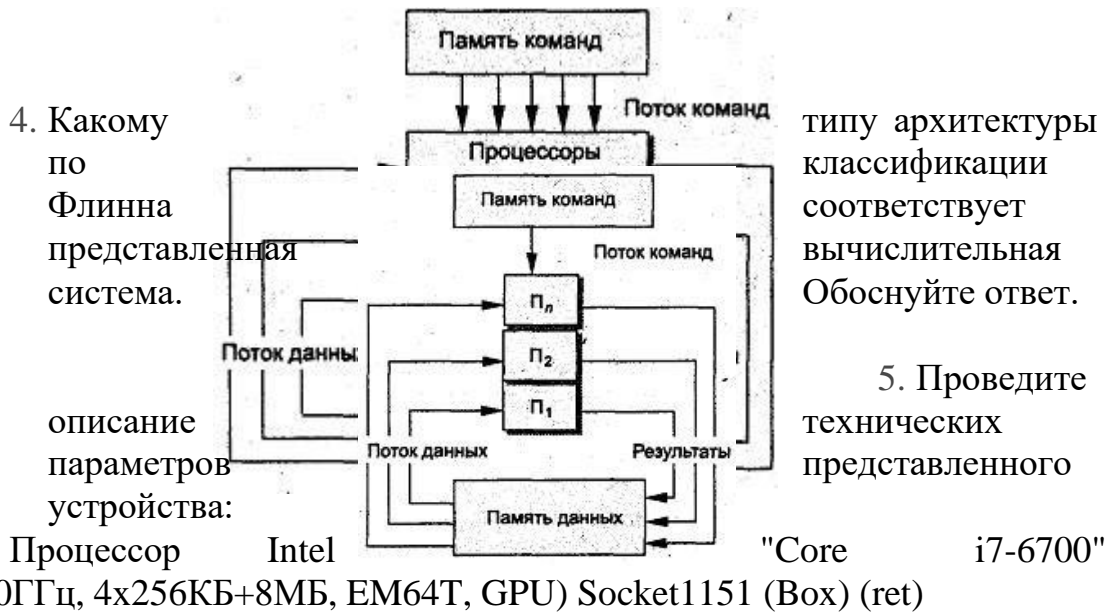 Память команд
Поток команд
4. Какому типу архитектуры
Процессоры
по классификации
Память команд
Флинна соответствует
представленная вычислительная
Поток команд
система. Обоснуйте ответ.
Пn
Поток данны
П2
5. Проведите
П1
описание технических
Поток данных Результаты
параметров представленного
устройства:
Память данных
Процессор Intel "Core i7-6700"
0ГГц, 4x256КБ+8МБ, EM64T, GPU) Socket1151 (Box) (ret)